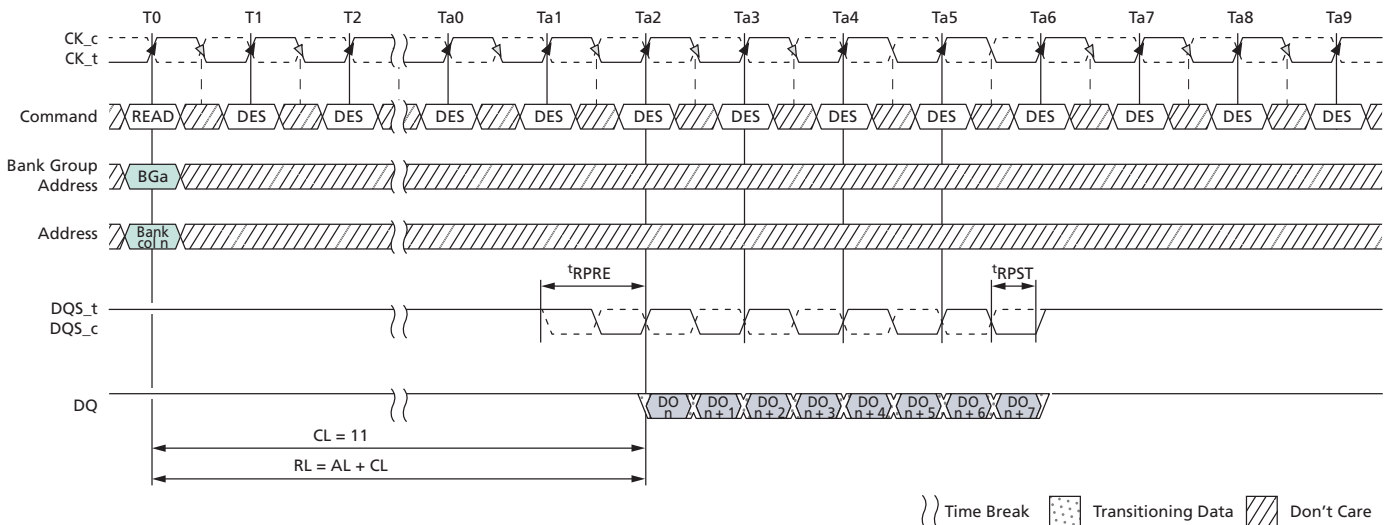 T0 T1 T2 Ta0 Ta1 Ta2 Ta3 Ta4 Ta5 Ta6 Ta7 Ta8 Ta9
CK_c
CK_t
Command READ DES DES DES DES DES DES DES DES DES DES DES DES
Bank Group
Address
BGa
Address
Bank
col n
tRPRE
tRPST
DQS_t
DQS_c
DQ
DO
n
DO
n + 1
DO
n + 2
DO
n + 3
DO
n + 4
DO
n + 5
DO
n + 6
DO
n + 7
CL = 11
RL = AL + CL
Time Break Transitioning Data Don't Care